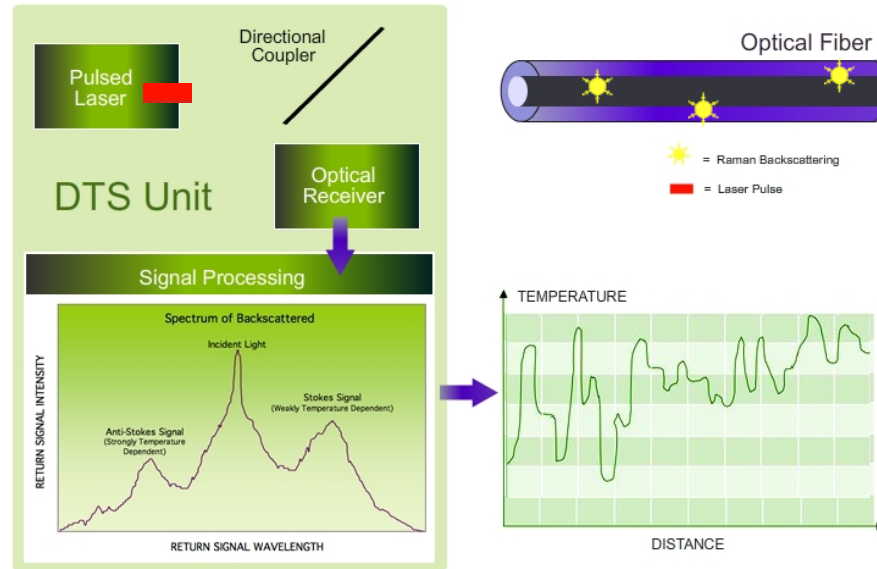 Pulsed
Laser
Directional
Coupler
Optical Fiber
= Raman Backscattering
= Laser Pulse
DTS Unit
Optical
Receiver
Signal Processing
Spectrum of Backscattered
Incident Light
Stokes Signal
(Weakly Temperature Dependent)
Anti-Stokes Signal
(Strongly Temperature
Dependent)
RETURN SIGNAL INTENSITY
RETURN SIGNAL WAVELENGTH
TEMPERATURE
DISTANCE